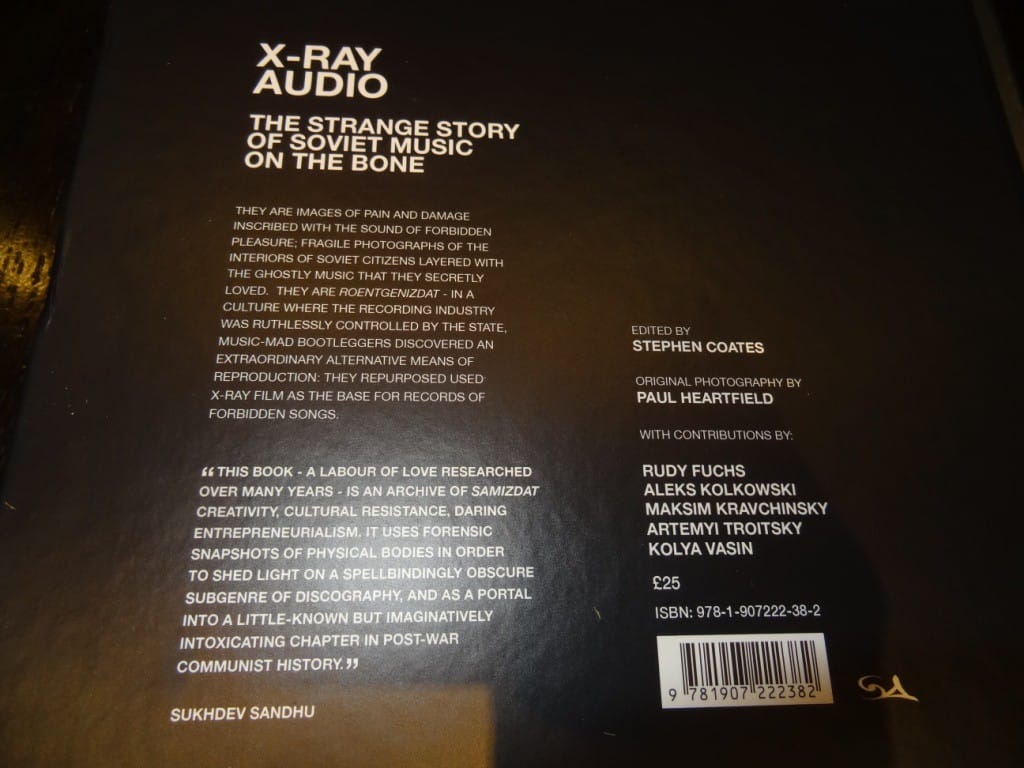 X-RAY
AUDIO
THE STRANGE STORY
OF SOVIET MUSIC
ON THE BONE
THEY ARE IMAGES OF PAIN AND DAMAGE
INSCRIBED WITH THE SOUND OF FORBIDDEN
PLEASURE; FRAGILE PHOTOGRAPHS OF THE
INTERIORS OF SOVIET CITIZENS LAYERED WITH
THE GHOSTLY MUSIC THAT THEY SECRETLY
LOVED. THEY ARE ROENTGENIZDAT - IN A
CULTURE WHERE THE RECORDING INDUSTRY
WAS RUTHLESSLY CONTROLLED BY THE STATE,
MUSIC-MAD BOOTLEGGERS DISCOVERED AN
EXTRAORDINARY ALTERNATIVE MEANS OF
REPRODUCTION: THEY REPURPOSED USED
X-RAY FILM AS THE BASE FOR RECORDS OF
FORBIDDEN SONGS.
“THIS BOOK - A LABOUR OF LOVE RESEARCHED
OVER MANY YEARS - IS AN ARCHIVE OF SAMIZDAT
CREATIVITY, CULTURAL RESISTANCE, DARING
ENTREPRENEURIALISM. IT USES FORENSIC
SNAPSHOTS OF PHYSICAL BODIES IN ORDER
TO SHED LIGHT ON A SPELLBINDINGLY OBSCURE
SUBGENRE OF DISCOGRAPHY, AND AS A PORTAL
INTO A LITTLE-KNOWN BUT IMAGINATIVELY
INTOXICATING CHAPTER IN POST-WAR
COMMUNIST HISTORY.”
SUKHDEV SANDHU
EDITED BY
STEPHEN COATES
ORIGINAL PHOTOGRAPHY BY
PAUL HEARTFIELD
WITH CONTRIBUTIONS BY:
RUDY FUCHS
ALEKS KOLKOWSKI
MAKSIM KRAVCHINSKY
ARTEMYI TROITSKY
KOLYA VASIN
£25
ISBN: 978-1-907222-38-2
9 781907 222382